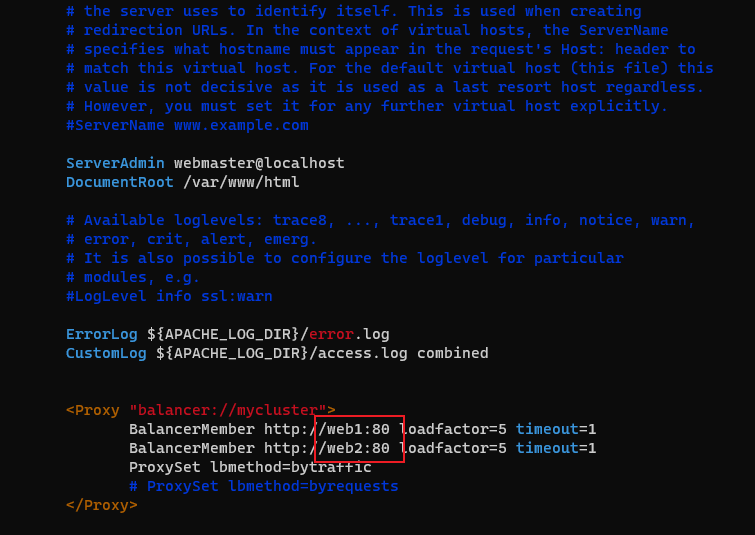 # the server uses to identify itself. This is used when creating
# redirection URLs. In the context of virtual hosts, the ServerName
# specifies what hostname must appear in the request's Host: header to
# match this virtual host. For the default virtual host (this file) this
# value is not decisive as it is used as a last resort host regardless.
# However, you must set it for any further virtual host explicitly.
#ServerName www.example.com
ServerAdmin webmaster@localhost
DocumentRoot /var/www/html
# Available loglevels: trace8, ..., trace1, debug, info, notice, warn,
# error, crit, alert, emerg.
# It is also possible to configure the loglevel for particular
# modules, e.g.
#LogLevel info ssl:warn
ErrorLog ${APACHE_LOG_DIR}/error.log
CustomLog ${APACHE_LOG_DIR}/access.log combined
<Proxy "balancer://mycluster">
BalancerMember http://web1:80 loadfactor=5 timeout=1
BalancerMember http://web2:80 loadfactor=5 timeout=1
ProxySet lbmethod=bytraffic
# ProxySet lbmethod=byrequests
</Proxy>